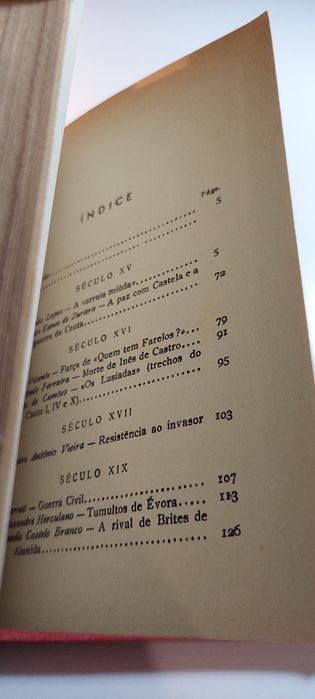 ÍNDICE
Págs.
5
SÉCULO XV
Lopes — A «arraia miúda» 5
Eanes de Zurara — A paz com Castela e a
guerra de Ceuta 72
SÉCULO XVI
Vicente — Farça de «Quem tem Farelos?» 79
Ferreira — Morte de Inês de Castro 91
de Camões — «Os Lusíadas» (trechos do
Canto I, IV e X) 95
SÉCULO XVII
António Vieira — Resistência ao invasor 103
SÉCULO XIX
— Guerra Civil 107
Herculano — Tumultos de Évora 113
Castelo Branco — A rival de Brites de
Almeida 126